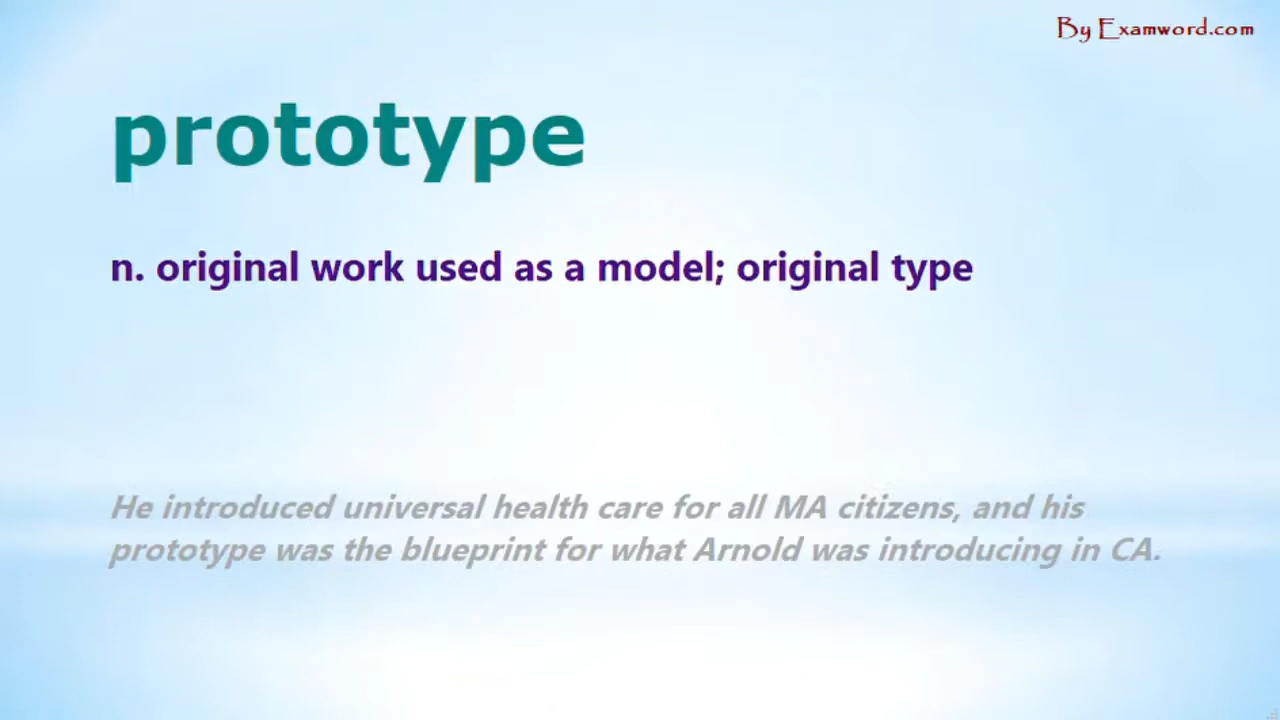 By Examword.com
prototype
n. original work used as a model; original type
He introduced universal health care for all MA citizens, and his
prototype was the blueprint for what Arnold was introducing in CA.